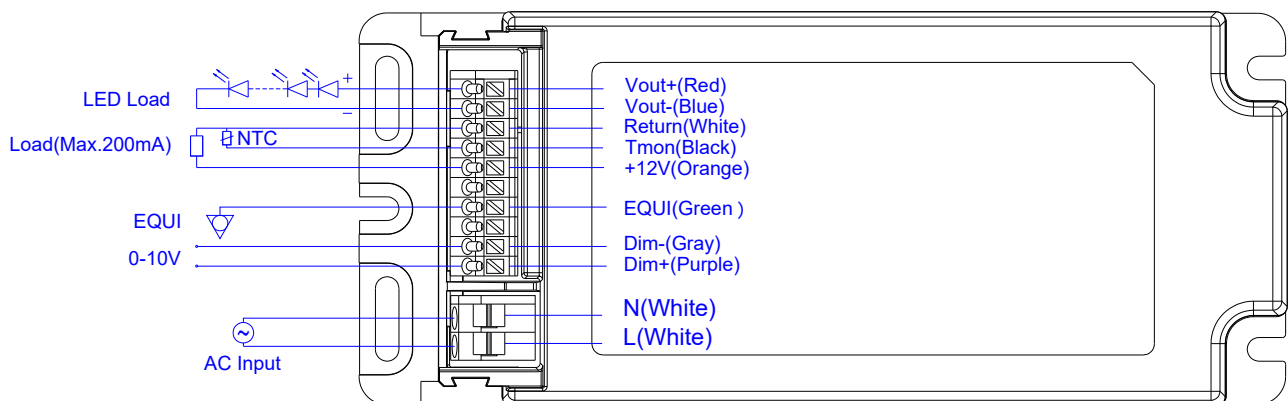 LED Load
+
−
Load(Max.200mA)
NTC
EQUI
0-10V
~
AC Input
Vout+(Red)
Vout-(Blue)
Return(White)
Tmon(Black)
+12V(Orange)
EQUI(Green )
Dim-(Gray)
Dim+(Purple)
N(White)
L(White)